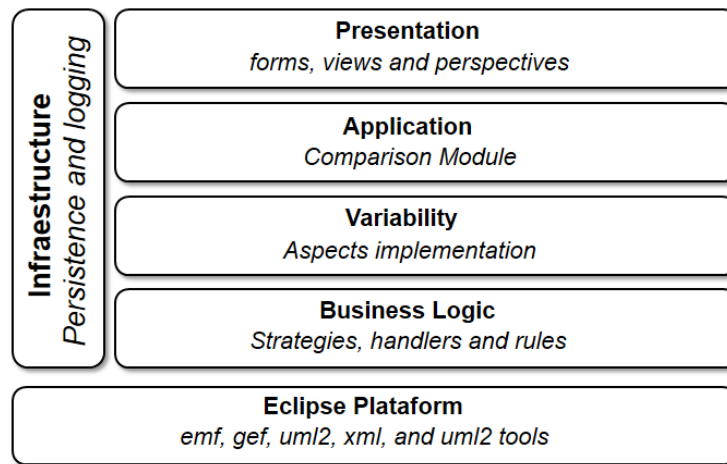 Infraestructure
Persistence and logging
Presentation
forms, views and perspectives
Application
Comparison Module
Variability
Aspects implementation
Business Logic
Strategies, handlers and rules
Eclipse Plataform
emf, gef, uml2, xml, and uml2 tools